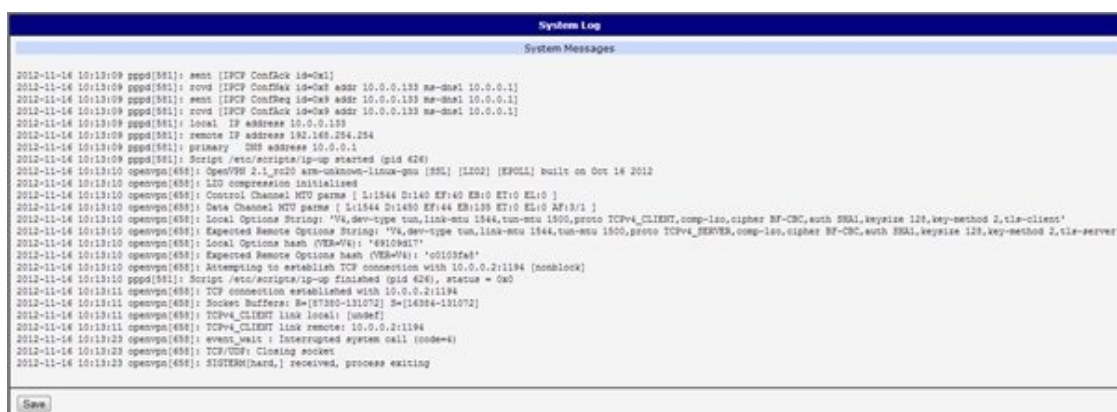 System Log
System Messages
2012-11-16 10:13:09 pppd[581]: sent [IPCP ConfAck id=0x1]
2012-11-16 10:13:09 pppd[581]: rcvd [IPCP ConfNak id=0x8 addr 10.0.0.133 ms-dns1 10.0.0.1]
2012-11-16 10:13:09 pppd[581]: sent [IPCP ConfReq id=0x9 addr 10.0.0.133 ms-dns1 10.0.0.1]
2012-11-16 10:13:09 pppd[581]: rcvd [IPCP ConfAck id=0x9 addr 10.0.0.133 ms-dns1 10.0.0.1]
2012-11-16 10:13:09 pppd[581]: local IP address 10.0.0.133
2012-11-16 10:13:09 pppd[581]: remote IP address 192.168.254.254
2012-11-16 10:13:09 pppd[581]: primary DNS address 10.0.0.1
2012-11-16 10:13:09 pppd[581]: Script /etc/scripts/ip-up started (pid 626)
2012-11-16 10:13:10 openvpn[658]: OpenVPN 2.1_rc20 arm-unknown-linux-gnu [SSL] [LZO2] [EPOLL] built on Oct 16 2012
2012-11-16 10:13:10 openvpn[658]: LZO compression initialized
2012-11-16 10:13:10 openvpn[658]: Control Channel MTU parms [ L:1544 D:140 EF:40 EB:0 ET:0 EL:0 ]
2012-11-16 10:13:10 openvpn[658]: Data Channel MTU parms [ L:1544 D:1450 EF:44 EB:135 ET:0 EL:0 AF:3/1 ]
2012-11-16 10:13:10 openvpn[658]: Local Options String: 'V4,dev-type tun,link-mtu 1544,tun-mtu 1500,proto TCPv4_CLIENT,comp-lzo,cipher BF-CBC,auth SHA1,keysize 128,key-method 2,tls-client'
2012-11-16 10:13:10 openvpn[658]: Expected Remote Options String: 'V4,dev-type tun,link-mtu 1544,tun-mtu 1500,proto TCPv4_SERVER,comp-lzo,cipher BF-CBC,auth SHA1,keysize 128,key-method 2,tls-server
2012-11-16 10:13:10 openvpn[658]: Local Options hash (VER=V4): '69109d17'
2012-11-16 10:13:10 openvpn[658]: Expected Remote Options hash (VER=V4): 'c0103fa8'
2012-11-16 10:13:10 openvpn[658]: Attempting to establish TCP connection with 10.0.0.2:1194 [nonblock]
2012-11-16 10:13:10 pppd[581]: Script /etc/scripts/ip-up finished (pid 626), status = 0x0
2012-11-16 10:13:11 openvpn[658]: TCP connection established with 10.0.0.2:1194
2012-11-16 10:13:11 openvpn[658]: Socket Buffers: R=[87380-131072] S=[16384-131072]
2012-11-16 10:13:11 openvpn[658]: TCPv4_CLIENT link local: [undef]
2012-11-16 10:13:11 openvpn[658]: TCPv4_CLIENT link remote: 10.0.0.2:1194
2012-11-16 10:13:23 openvpn[658]: event_wait : Interrupted system call (code=4)
2012-11-16 10:13:23 openvpn[658]: TCP/UDP: Closing socket
2012-11-16 10:13:23 openvpn[658]: SIGTERM[hard,] received, process exiting
Save